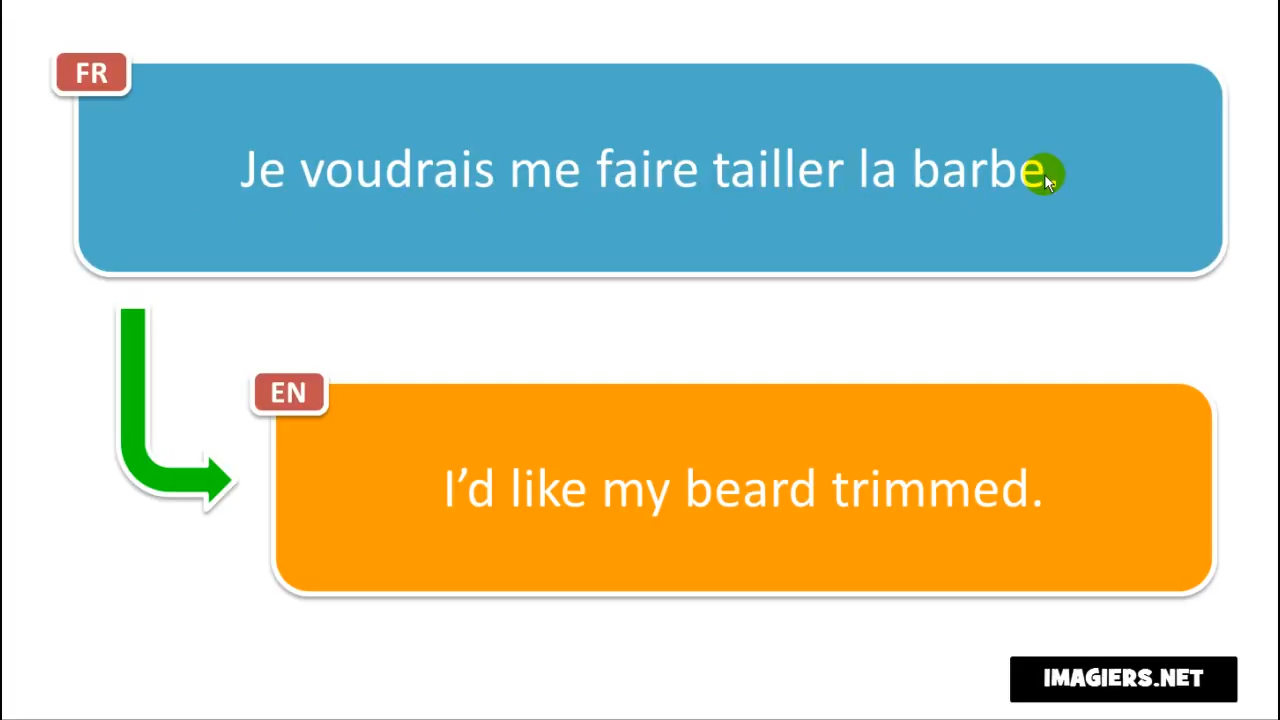 FR
Je voudrais me faire tailler la barbe.
EN
I’d like my beard trimmed.
IMAGIERS.NET